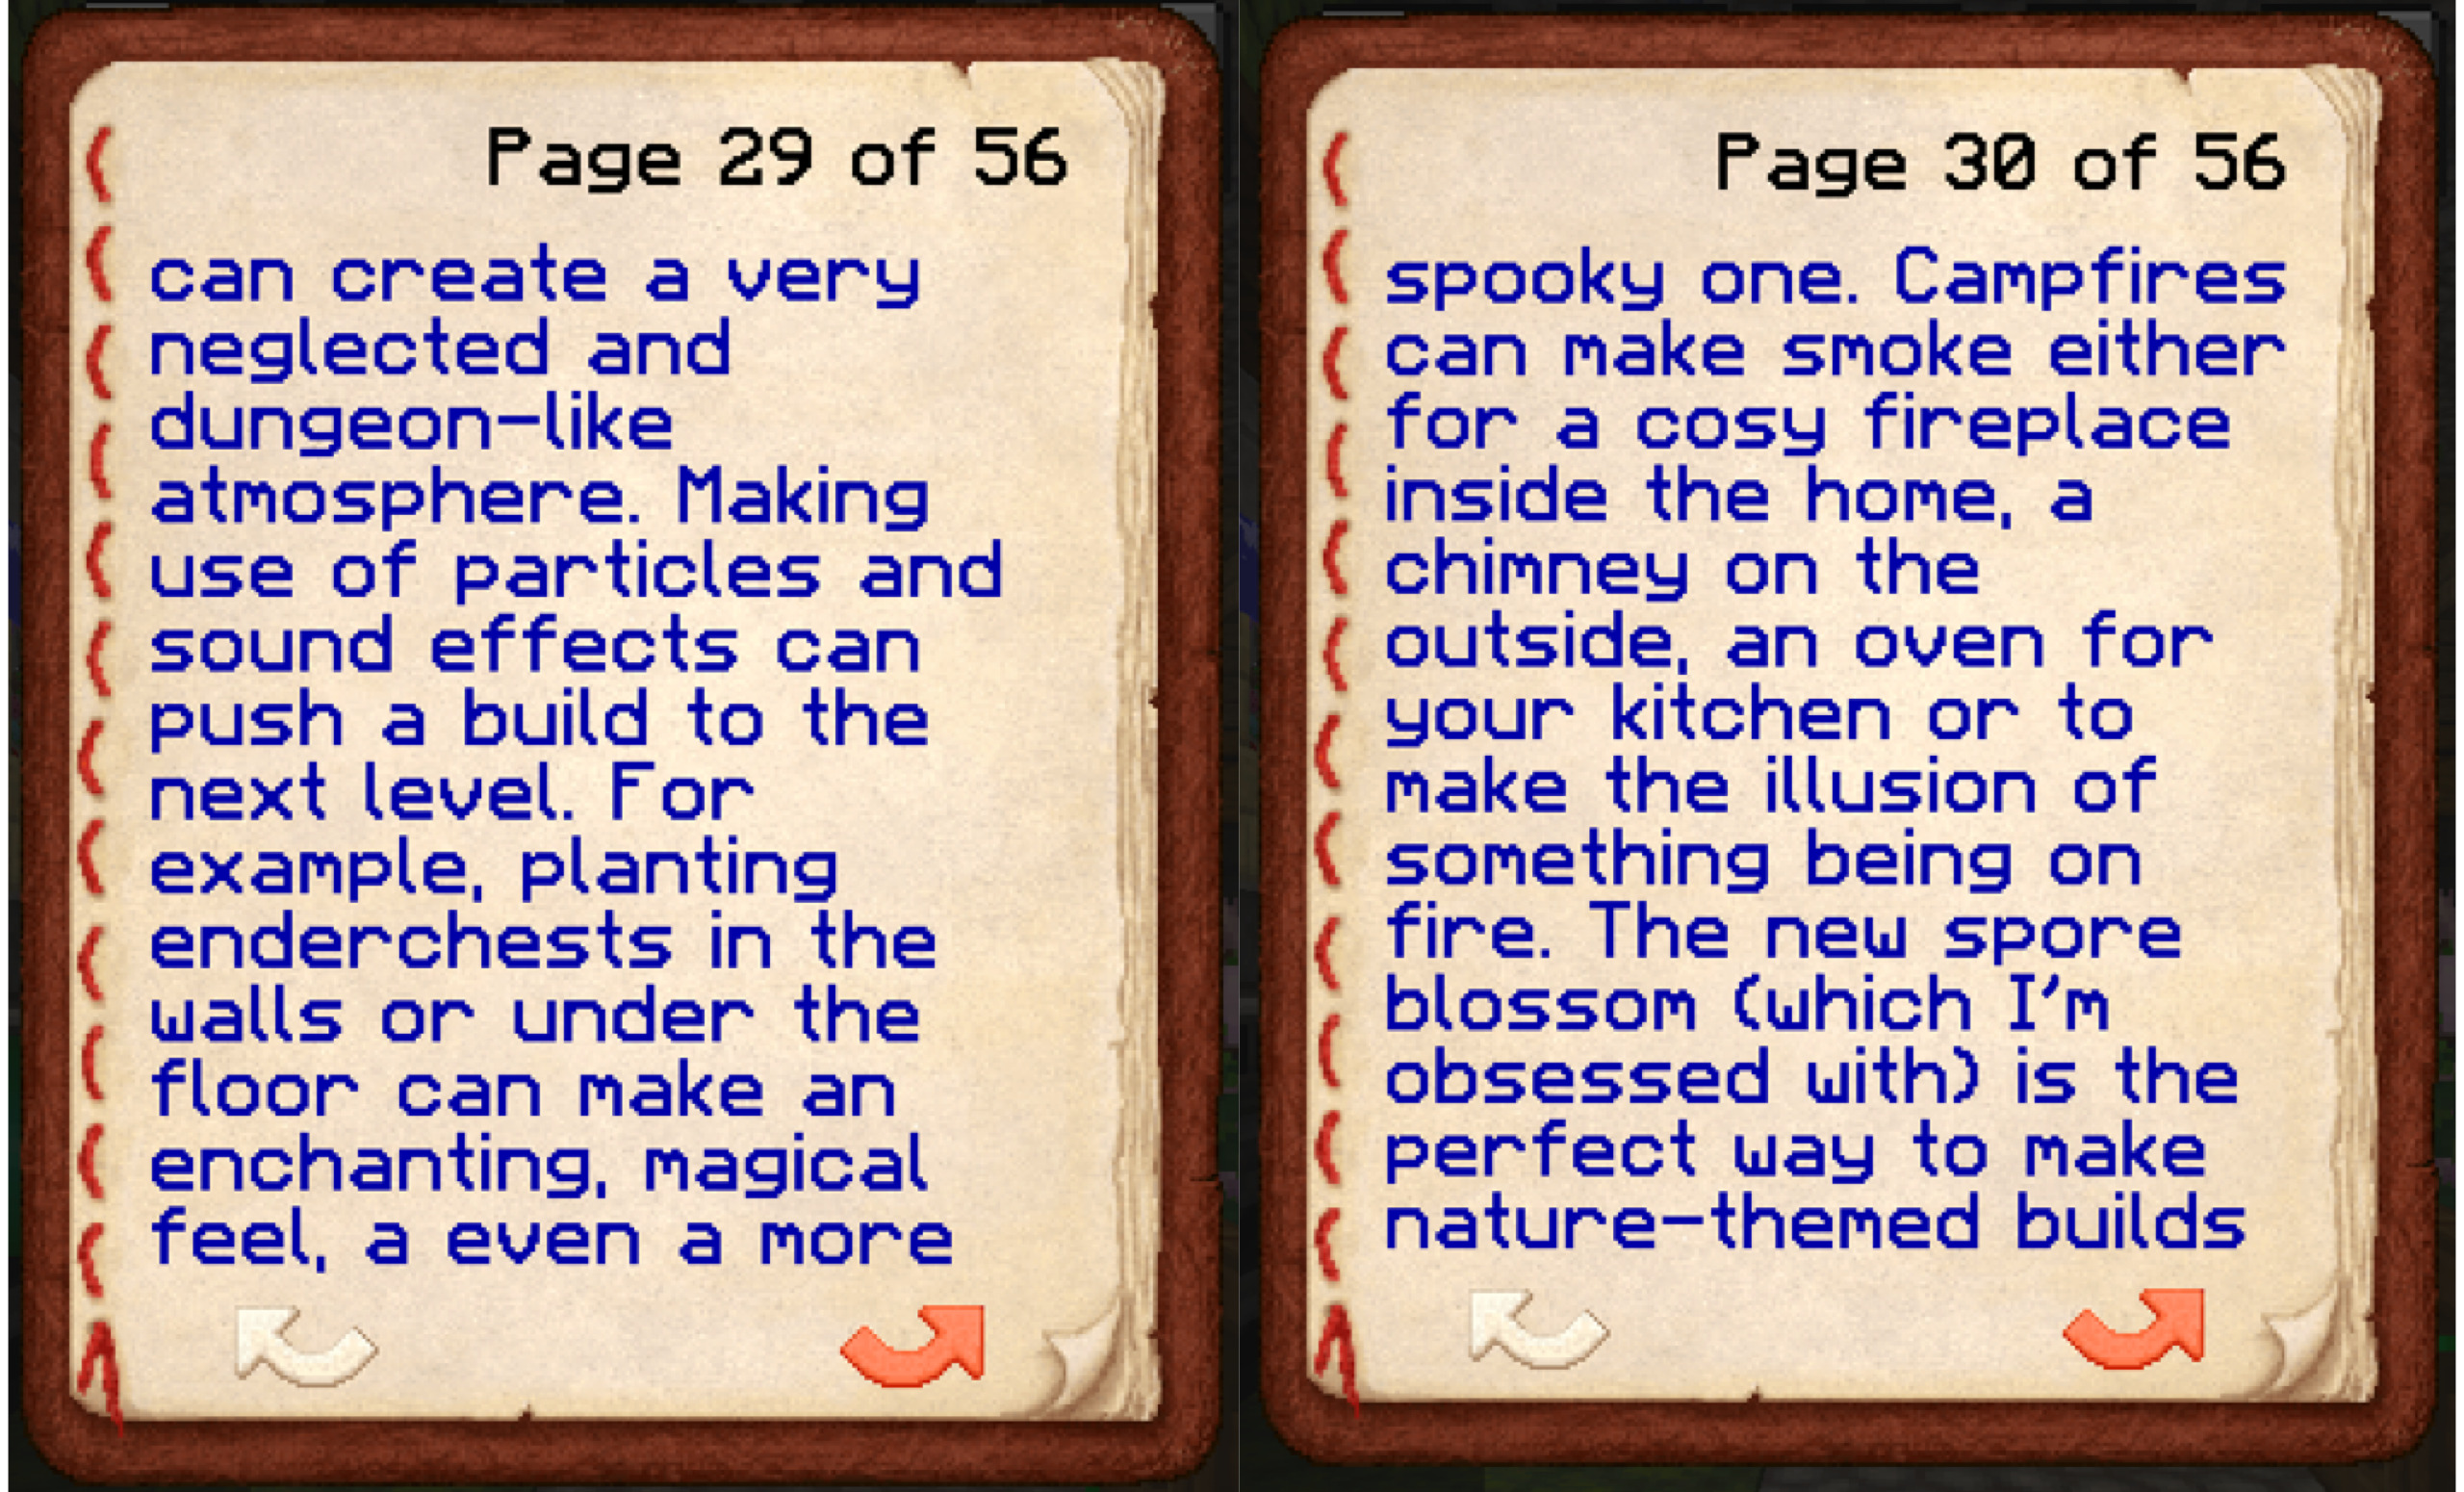 Page 29 of 56
can create a very
neglected and
dungeon-like
atmosphere. Making
use of particles and
sound effects can
push a build to the
next level. For
example, planting
enderchests in the
walls or under the
floor can make an
enchanting, magical
feel, a even a more
Page 30 of 56
spooky one. Campfires
can make smoke either
for a cosy fireplace
inside the home, a
chimney on the
outside, an oven for
your kitchen or to
make the illusion of
something being on
fire. The new spore
blossom (which I'm
obsessed with) is the
perfect way to make
nature-themed builds